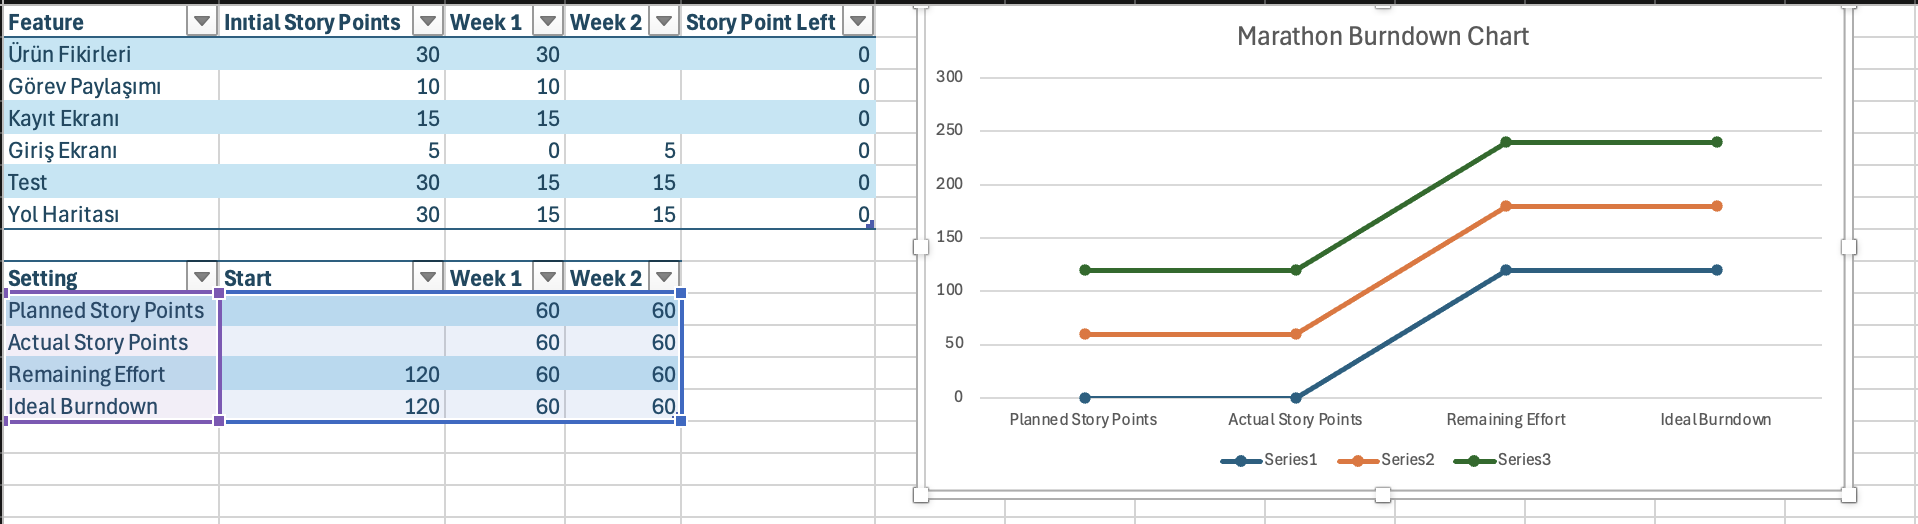 Feature Initial Story Points Week 1 Week 2 Story Point Left
Ürün Fikirleri 30 30 0
Görev Paylaşımı 10 10 0
Kayıt Ekranı 15 15 0
Giriş Ekranı 5 0 5 0
Test 30 15 15 0
Yol Haritası 30 15 15 0
Setting Start Week 1 Week 2
Planned Story Points 60 60
Actual Story Points 60 60
Remaining Effort 120 60 60
Ideal Burndown 120 60 60
Marathon Burndown Chart
300
250
200
150
100
50
0
Planned Story Points Actual Story Points Remaining Effort Ideal Burndown
Series1 Series2 Series3